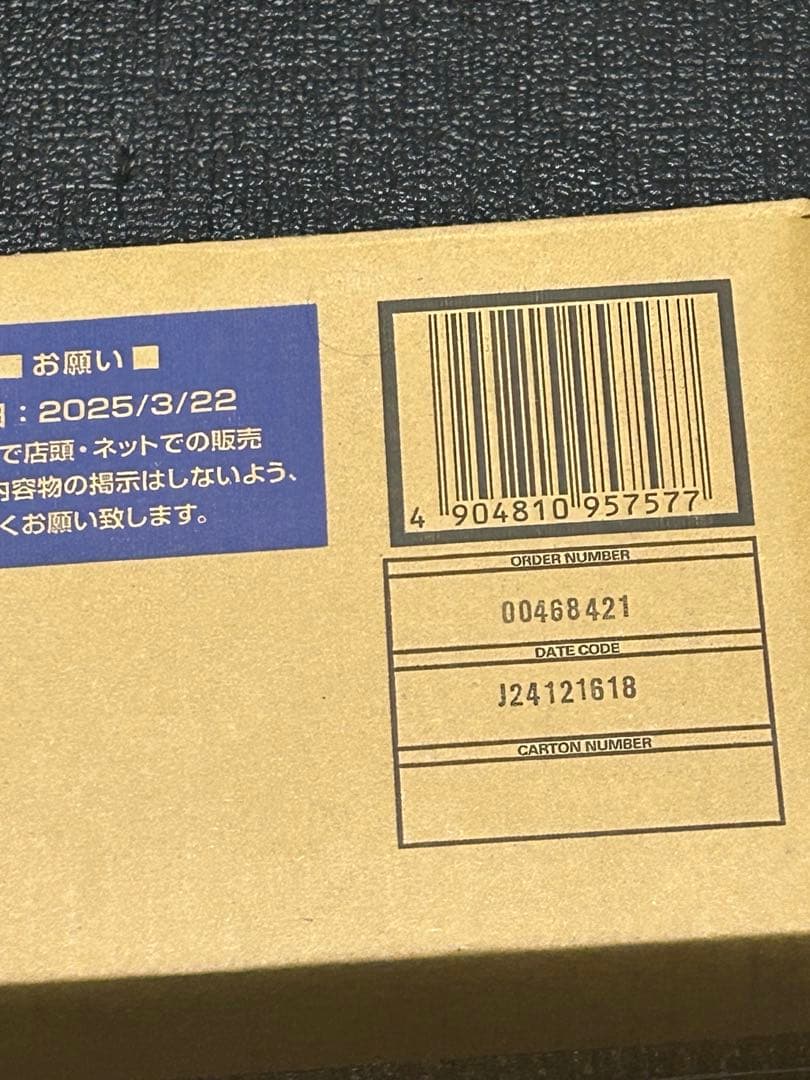 ■お願い■
日：2025/3/22
で店頭・ネットでの販売
内容物の掲示はしないよう、
くお願い致します。
4 904810 957577
ORDER NUMBER
00468421
DATE CODE
J24121618
CARTON NUMBER